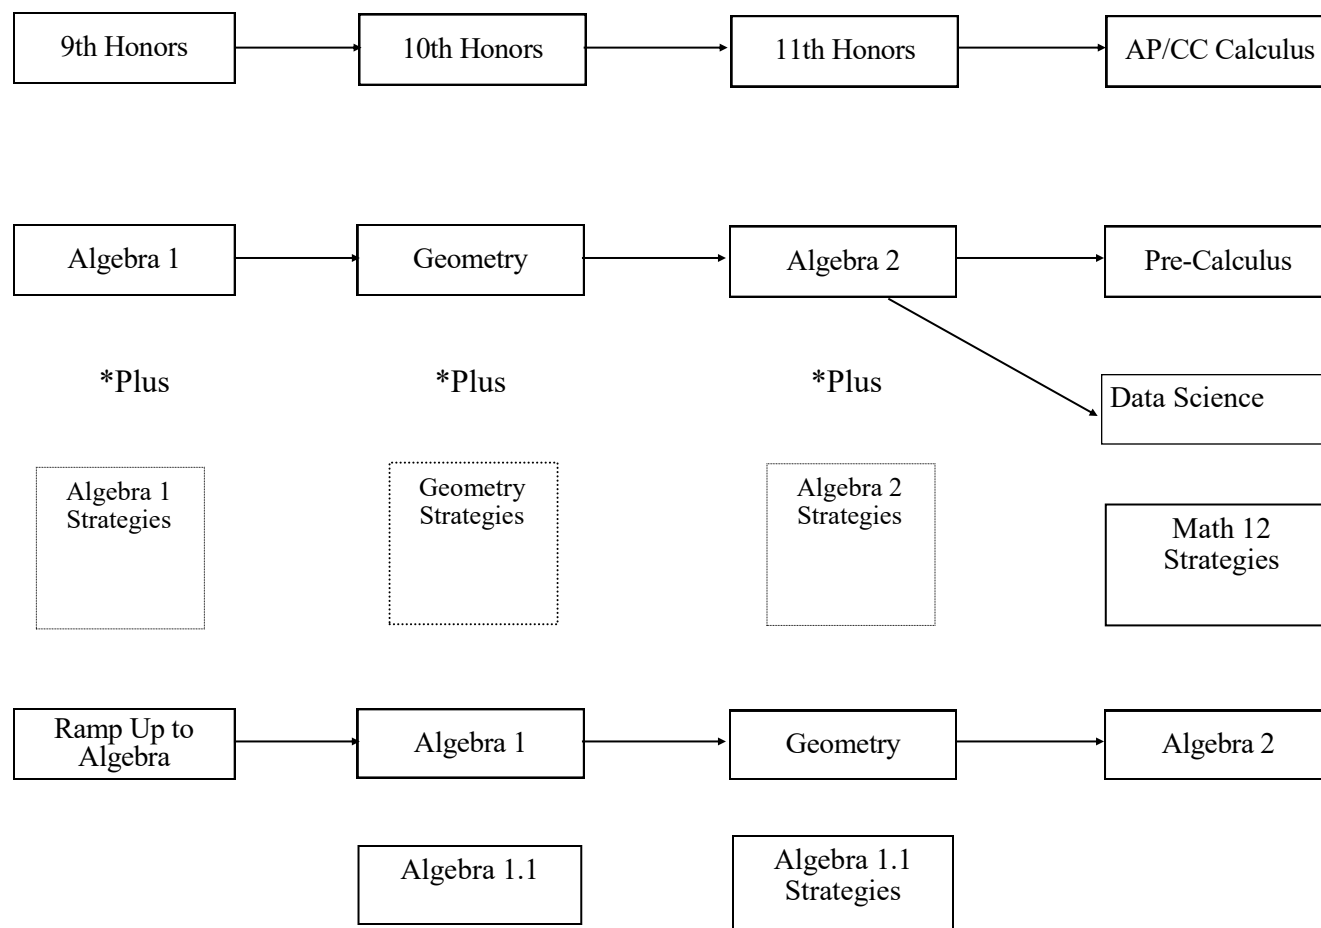 9th Honors
10th Honors
11th Honors
AP/CC Calculus
Algebra 1
Geometry
Algebra 2
Pre-Calculus
*Plus
*Plus
*Plus
Data Science
Algebra 1
Strategies
Geometry
Strategies
Algebra 2
Strategies
Math 12
Strategies
Ramp Up to
Algebra
Algebra 1
Geometry
Algebra 2
Algebra 1.1
Algebra 1.1
Strategies